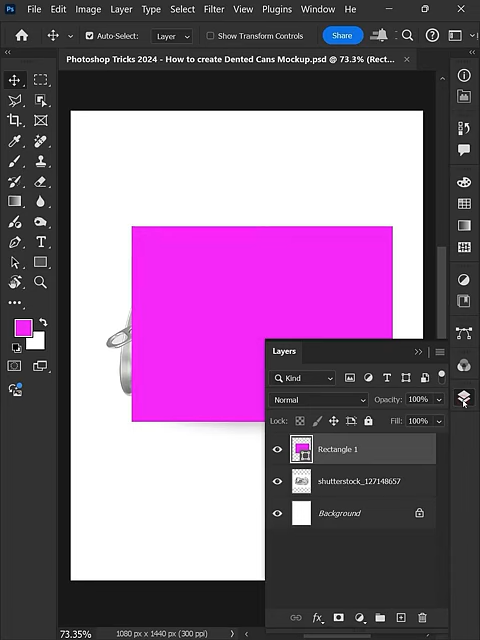 Ps File Edit Image Layer Type Select Filter View Plugins Window He
Auto-Select: Layer Show Transform Controls Share
Photoshop Tricks 2024 - How to create Dented Cans Mockup.psd @ 73.3% (Rect...
Layers
Kind
Normal Opacity: 100%
Lock: Fill: 100%
Rectangle 1
shutterstock_127148657
Background
fx
73.35% 1080 px x 1440 px (300 ppi)